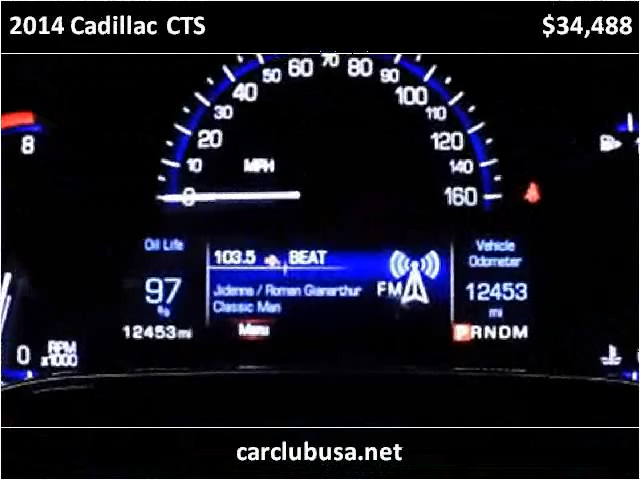 2014 Cadillac CTS
$34,488
70
60 80
50 90
40 100
30 110
20 120
10 MPH 140
0 160
8
Oil Life
97
%
12453 mi
103.5 BEAT
Jidenna / Roman Gianarthur
Classic Man
FM
Menu
Vehicle
Odometer
12453
mi
PRNDM
0 RPM
x1000
carclubusa.net